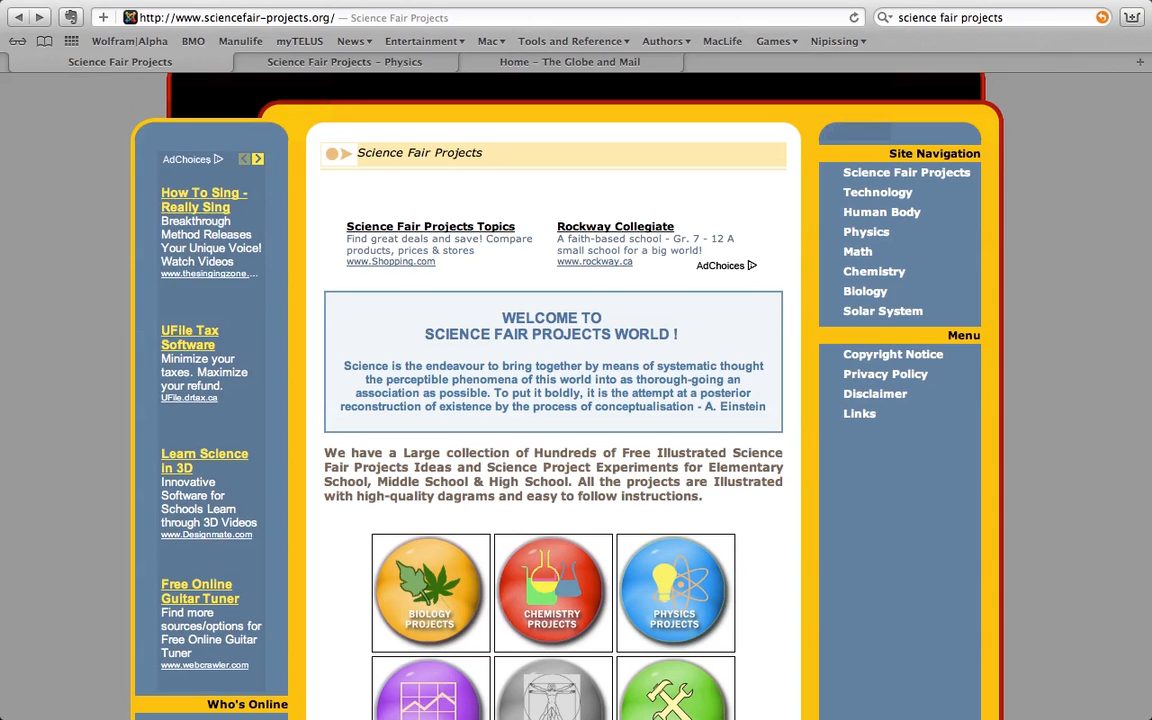 http://www.sciencefair-projects.org/ — Science Fair Projects
science fair projects
Wolfram|Alpha BMO Manulife myTELUS News▾ Entertainment▾ Mac▾ Tools and Reference▾ Authors▾ MacLife Games▾ Nipissing▾
Science Fair Projects
Science Fair Projects - Physics
Home - The Globe and Mail
AdChoices
How To Sing -
Really Sing
Breakthrough
Method Releases
Your Unique Voice!
Watch Videos
www.thesingingzone....
UFile Tax
Software
Minimize your
taxes. Maximize
your refund.
UFile.drtax.ca
Learn Science
in 3D
Innovative
Software for
Schools Learn
through 3D Videos
www.Designmate.com
Free Online
Guitar Tuner
Find more
sources/options for
Free Online Guitar
Tuner
www.webcrawler.com
Who's Online
Science Fair Projects
Science Fair Projects Topics
Find great deals and save! Compare
products, prices & stores
www.Shopping.com
Rockway Collegiate
A faith-based school - Gr. 7 - 12 A
small school for a big world!
www.rockway.ca
AdChoices
WELCOME TO
SCIENCE FAIR PROJECTS WORLD !
Science is the endeavour to bring together by means of systematic thought
the perceptible phenomena of this world into as thorough-going an
association as possible. To put it boldly, it is the attempt at a posterior
reconstruction of existence by the process of conceptualisation - A. Einstein
We have a Large collection of Hundreds of Free Illustrated Science
Fair Projects Ideas and Science Project Experiments for Elementary
School, Middle School & High School. All the projects are Illustrated
with high-quality dagrams and easy to follow instructions.
BIOLOGY
PROJECTS
CHEMISTRY
PROJECTS
PHYSICS
PROJECTS
Site Navigation
Science Fair Projects
Technology
Human Body
Physics
Math
Chemistry
Biology
Solar System
Menu
Copyright Notice
Privacy Policy
Disclaimer
Links